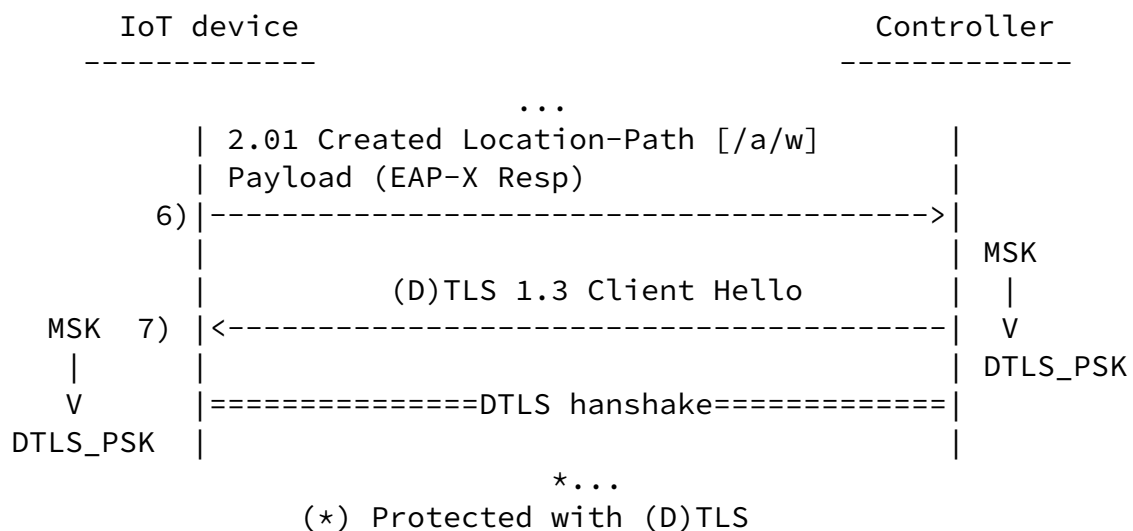 IoT device                                Controller
-------------                             -------------
...
| 2.01 Created Location-Path [/a/w]       |
| Payload (EAP-X Resp)                    |
6)|---------------------------------------->|
|                                         | MSK
|          (D)TLS 1.3 Client Hello        |  |
MSK  7) |<----------------------------------------|  V
|     |                                         | DTLS_PSK
V     |===============DTLS hanshake=============|
DTLS_PSK  |                                         |
*...
(*) Protected with (D)TLS